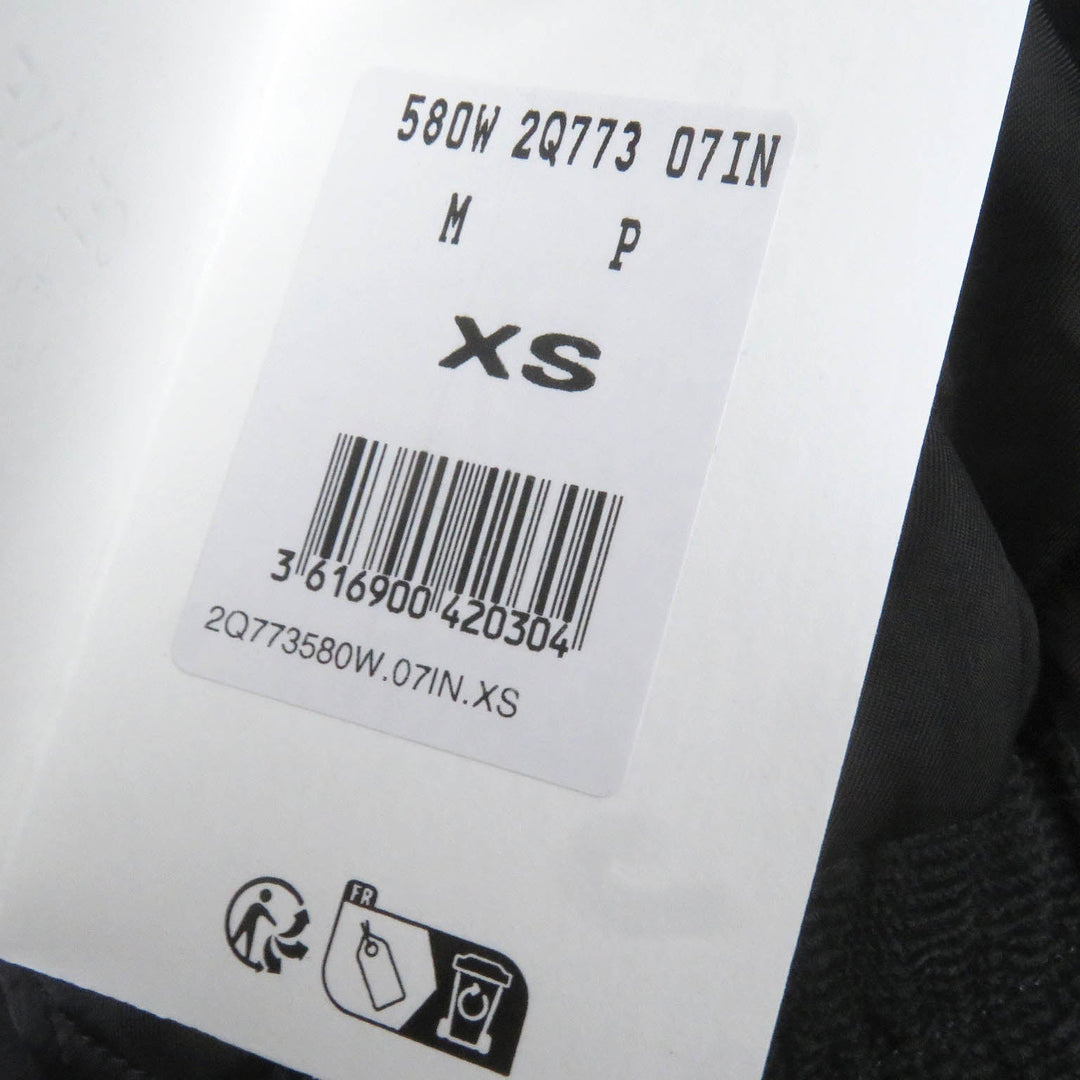 580W 2Q773 07IN
M P
XS
3 616900 420304
2Q773580W.07IN.XS
FR